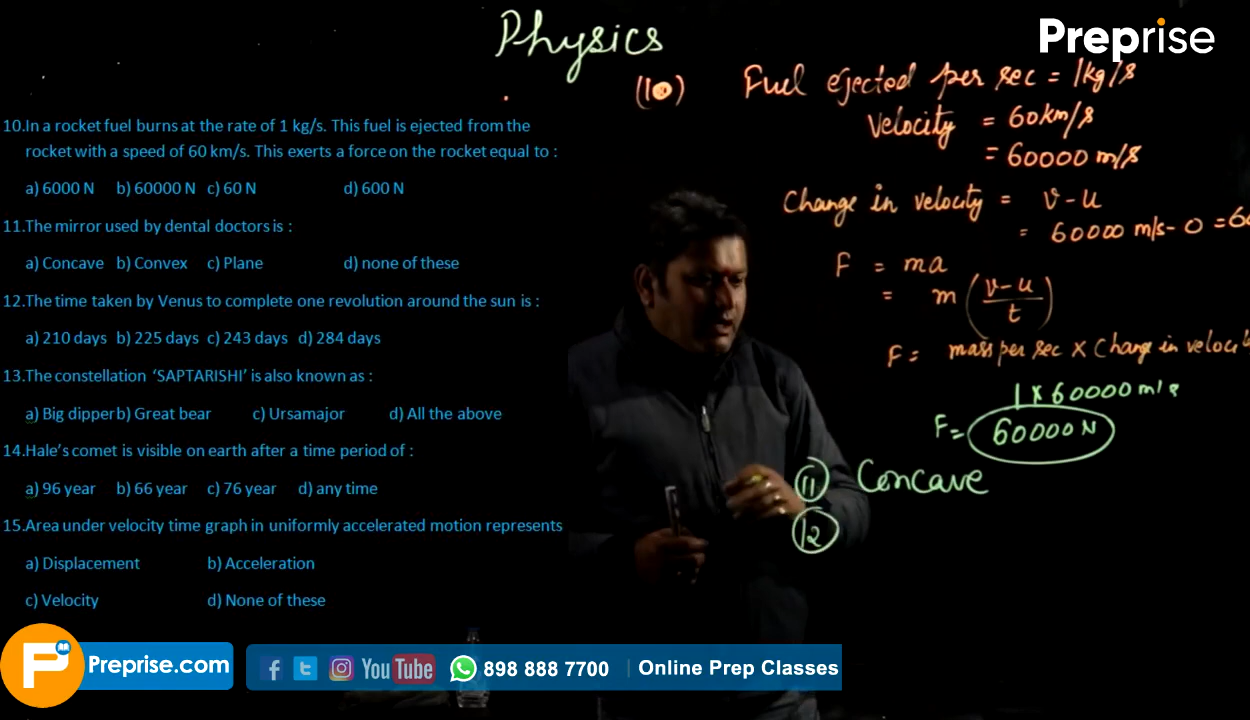 Physics
Preprise
10.In a rocket fuel burns at the rate of 1 kg/s. This fuel is ejected from the
rocket with a speed of 60 km/s. This exerts a force on the rocket equal to :
a) 6000 N b) 60000 N c) 60 N d) 600 N
11.The mirror used by dental doctors is :
a) Concave b) Convex c) Plane d) none of these
12.The time taken by Venus to complete one revolution around the sun is :
a) 210 days b) 225 days c) 243 days d) 284 days
13.The constellation ‘SAPTARISHI’ is also known as :
a) Big dipperb) Great bear c) Ursamajor d) All the above
14.Hale’s comet is visible on earth after a time period of :
a) 96 year b) 66 year c) 76 year d) any time
15.Area under velocity time graph in uniformly accelerated motion represents
a) Displacement b) Acceleration
c) Velocity d) None of these
(10) Fuel ejected per sec = 1kg/s
Velocity = 60km/s
= 60000 m/s
Change in velocity = v - u
= 60000 m/s - 0 = 60
F = ma
= m (v-u/t)
F = mass per sec x Change in
1 x 60000 m/s
F = 60000 N
11 Concave
12
Preprise.com
YouTube 898 888 7700 | Online Prep Classes